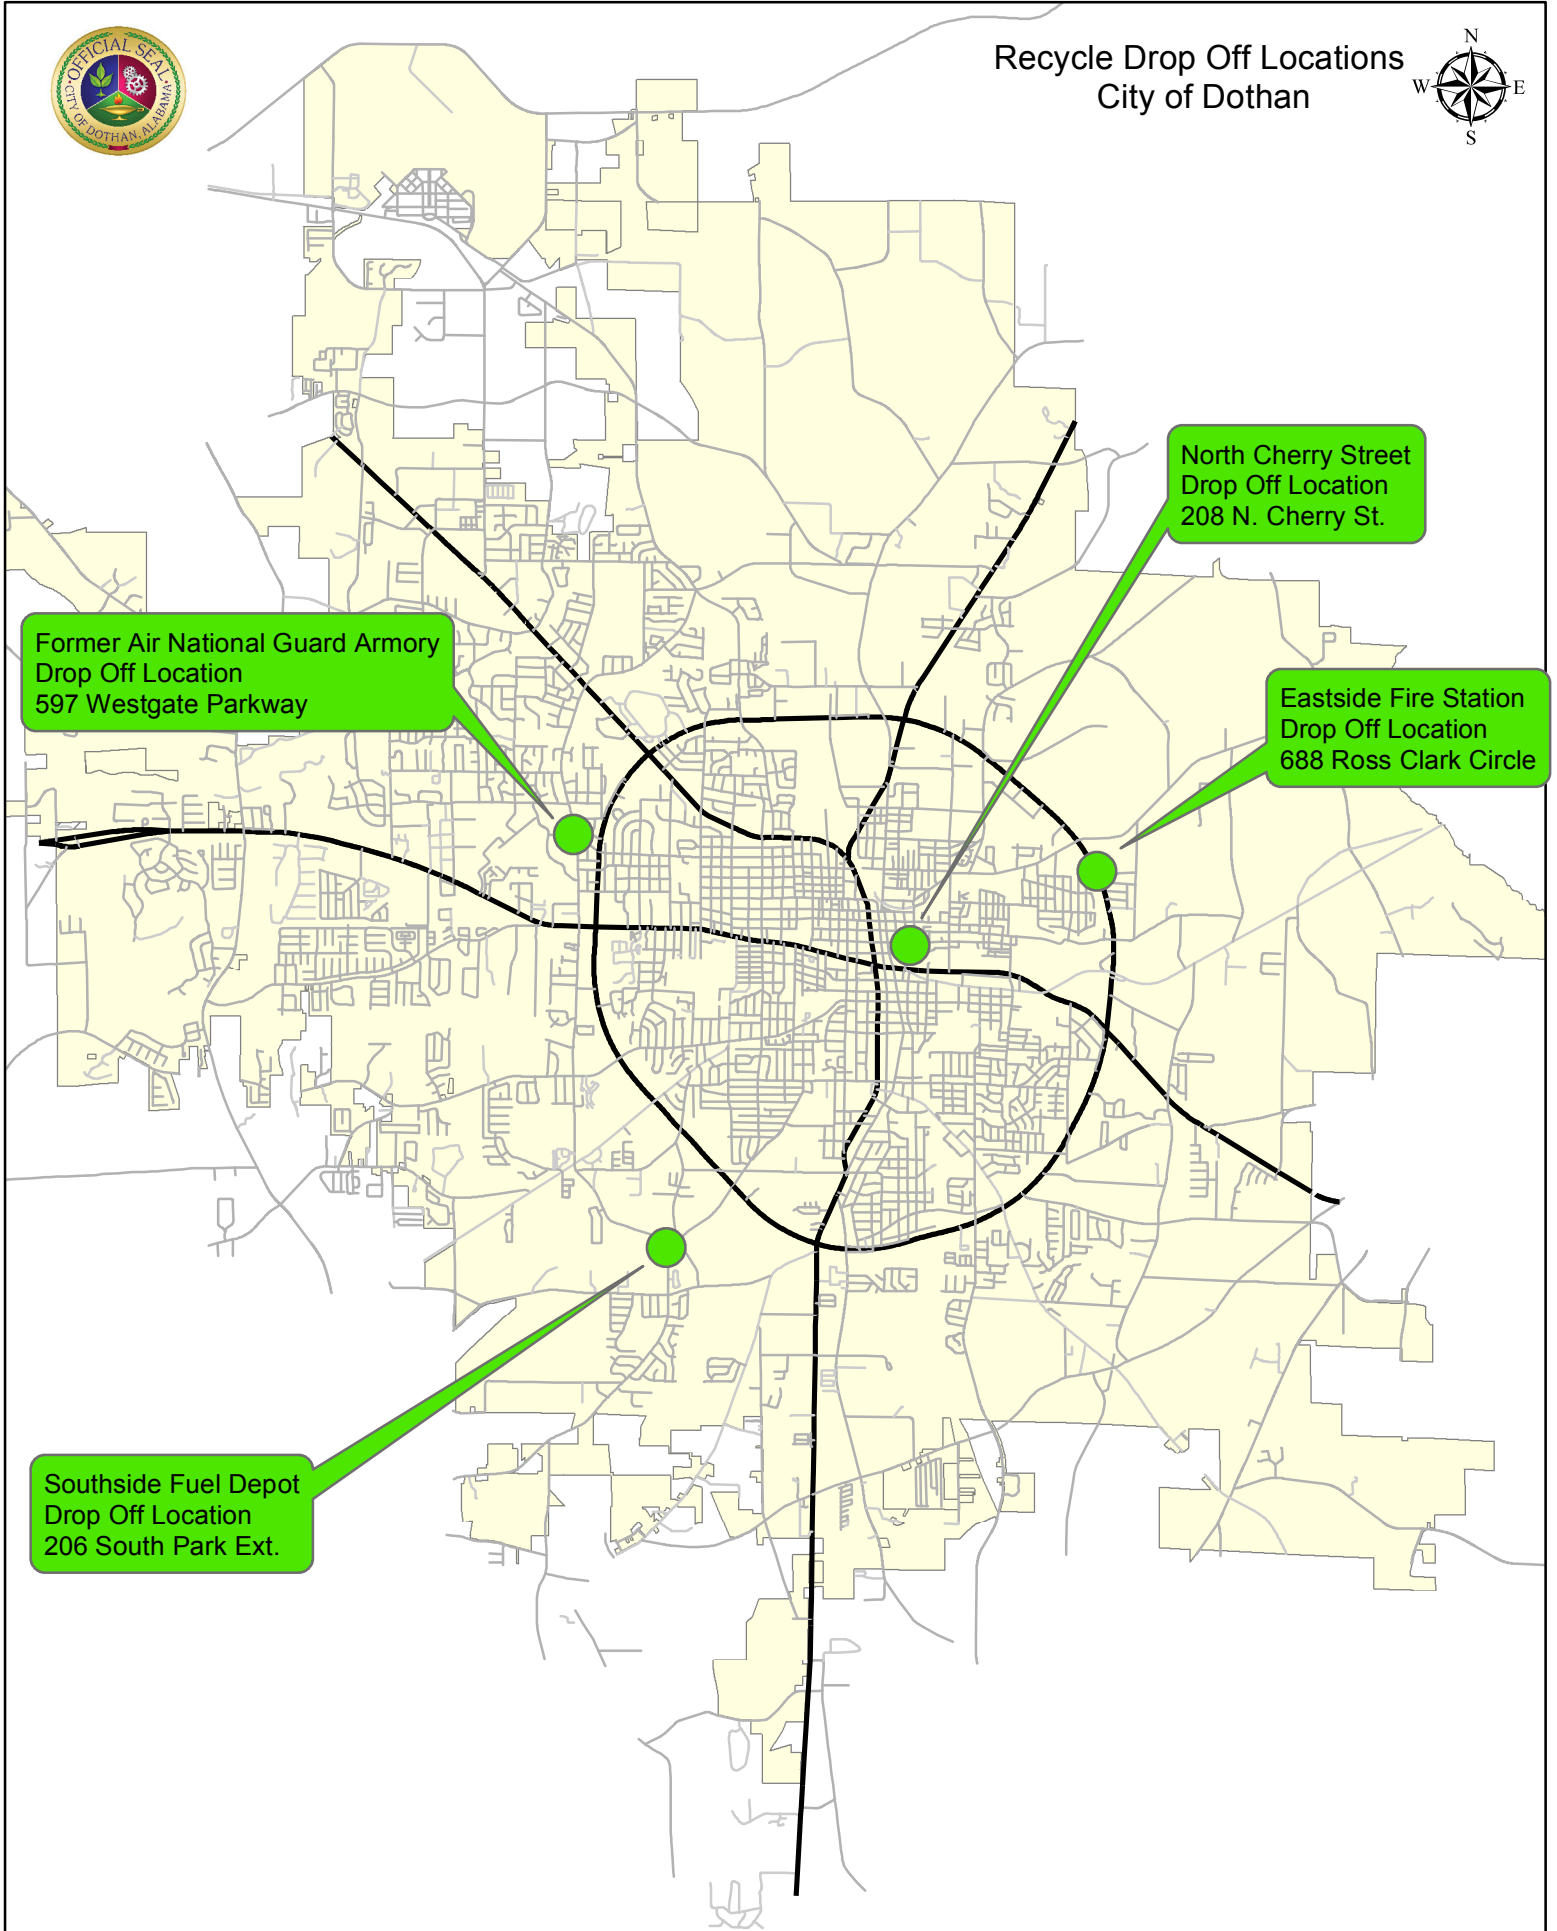 OFFICIAL SEAL
CITY OF DOTHAN, ALABAMA
Recycle Drop Off Locations
City of Dothan
N
W
E
S
North Cherry Street
Drop Off Location
208 N. Cherry St.
Former Air National Guard Armory
Drop Off Location
597 Westgate Parkway
Eastside Fire Station
Drop Off Location
688 Ross Clark Circle
Southside Fuel Depot
Drop Off Location
206 South Park Ext.